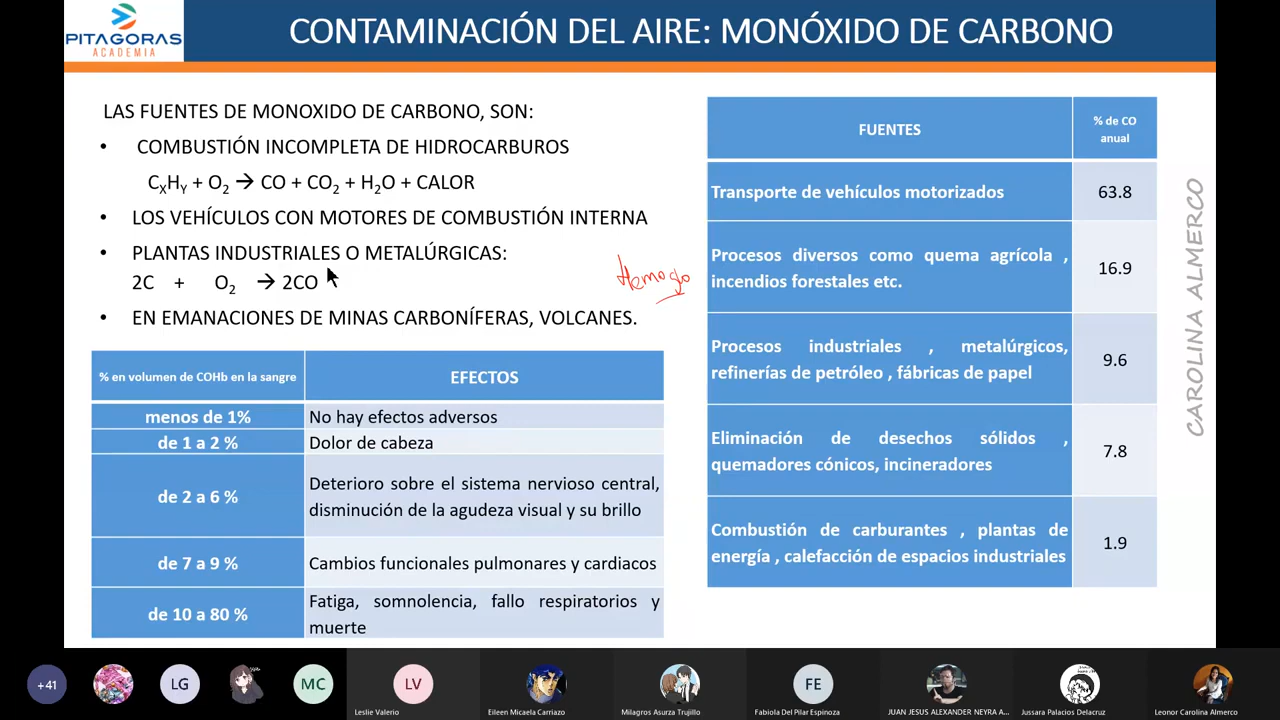 PITAGORAS
ACADEMIA
CONTAMINACIÓN DEL AIRE: MONÓXIDO DE CARBONO
LAS FUENTES DE MONOXIDO DE CARBONO, SON:
• COMBUSTIÓN INCOMPLETA DE HIDROCARBUROS
CXHY + O2 → CO + CO2 + H2O + CALOR
• LOS VEHÍCULOS CON MOTORES DE COMBUSTIÓN INTERNA
• PLANTAS INDUSTRIALES O METALÚRGICAS:
2C + O2 → 2CO
• EN EMANACIONES DE MINAS CARBONÍFERAS, VOLCANES.
Hemoglo
% en volumen de COHb en la sangre EFECTOS
menos de 1% No hay efectos adversos
de 1 a 2 % Dolor de cabeza
de 2 a 6 % Deterioro sobre el sistema nervioso central,
disminución de la agudeza visual y su brillo
de 7 a 9 % Cambios funcionales pulmonares y cardiacos
de 10 a 80 % Fatiga, somnolencia, fallo respiratorios y
muerte
FUENTES % de CO
anual
Transporte de vehículos motorizados 63.8
Procesos diversos como quema agrícola ,
incendios forestales etc. 16.9
Procesos industriales , metalúrgicos,
refinerías de petróleo , fábricas de papel 9.6
Eliminación de desechos sólidos ,
quemadores cónicos, incineradores 7.8
Combustión de carburantes , plantas de
energía , calefacción de espacios industriales 1.9
CAROLINA ALMERCO
+41 LG MC LV FE
Leslie Valerio Eileen Micaela Carriazo Milagros Asurza Trujillo Fabiola Del Pilar Espinoza JUAN JESUS ALEXANDER NEYRA A... Jussara Palacios Delacruz Leonor Carolina Almerco